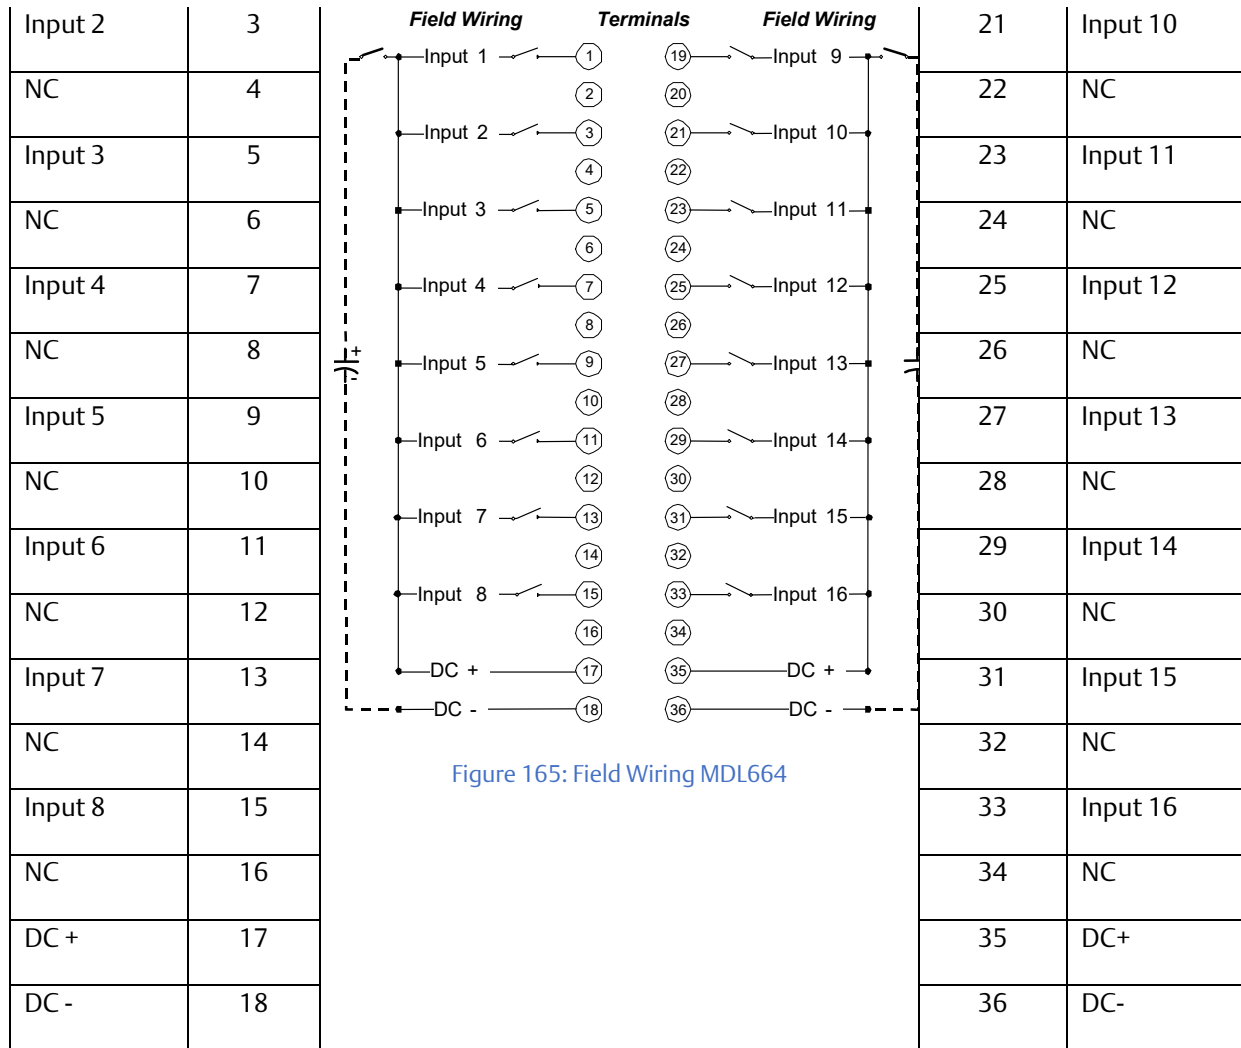 Input 2 3
NC 4
Input 3 5
NC 6
Input 4 7
NC 8
Input 5 9
NC 10
Input 6 11
NC 12
Input 7 13
NC 14
Input 8 15
NC 16
DC + 17
DC - 18
Field Wiring Terminals Field Wiring
Input 1 1 19 Input 9
2 20
Input 2 3 21 Input 10
4 22
Input 3 5 23 Input 11
6 24
Input 4 7 25 Input 12
8 26
+
Input 5 9 27 Input 13
-
10 28
Input 6 11 29 Input 14
12 30
Input 7 13 31 Input 15
14 32
Input 8 15 33 Input 16
16 34
DC + 17 35 DC +
DC - 18 36 DC -
Figure 165: Field Wiring MDL664
21 Input 10
22 NC
23 Input 11
24 NC
25 Input 12
26 NC
27 Input 13
28 NC
29 Input 14
30 NC
31 Input 15
32 NC
33 Input 16
34 NC
35 DC+
36 DC-